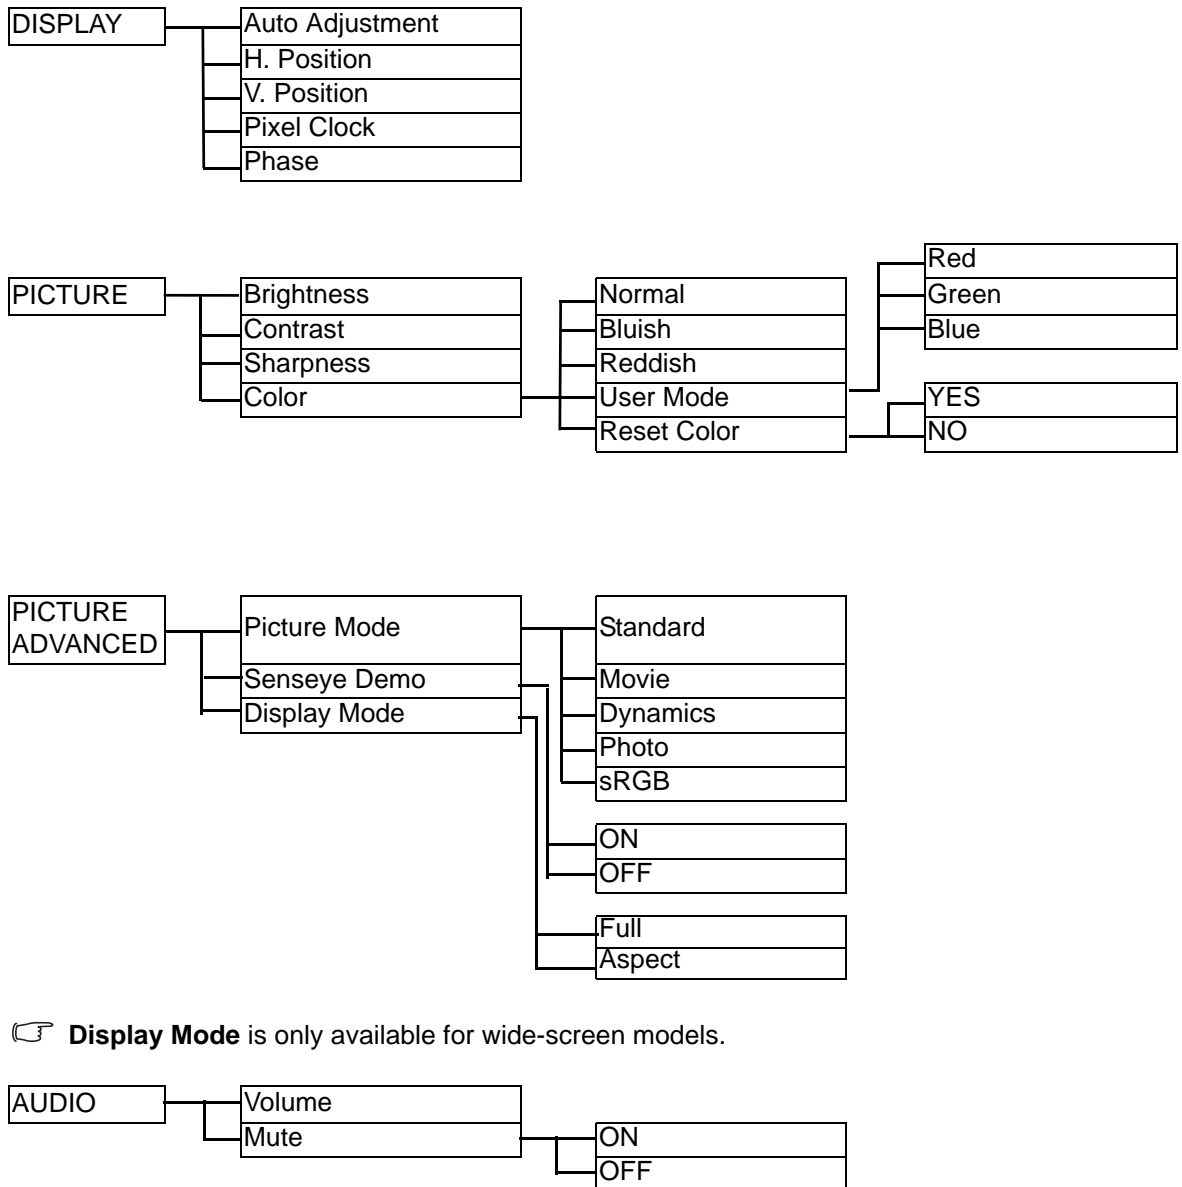 DISPLAY
Auto Adjustment
H. Position
V. Position
Pixel Clock
Phase
PICTURE
Brightness
Contrast
Sharpness
Color
Normal
Bluish
Reddish
User Mode
Reset Color
Red
Green
Blue
YES
NO
PICTURE
ADVANCED
Picture Mode
Senseye Demo
Display Mode
Standard
Movie
Dynamics
Photo
sRGB
ON
OFF
Full
Aspect
Display Mode is only available for wide-screen models.
AUDIO
Volume
Mute
ON
OFF